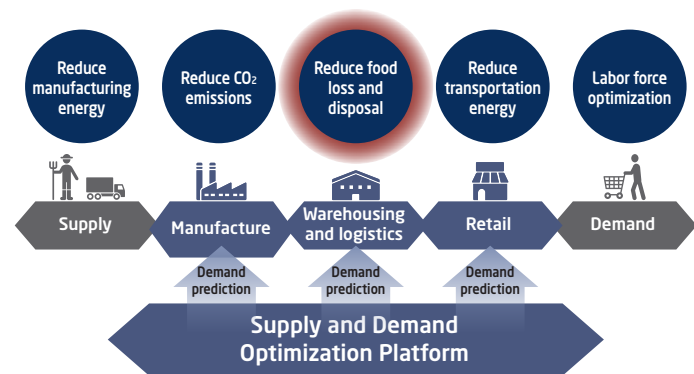 Reduce
manufacturing
energy
Reduce CO₂
emissions
Reduce food
loss and
disposal
Reduce
transportation
energy
Labor force
optimization
Supply
Manufacture
Warehousing
and logistics
Retail
Demand
Demand
prediction
Demand
prediction
Demand
prediction
Supply and Demand
Optimization Platform